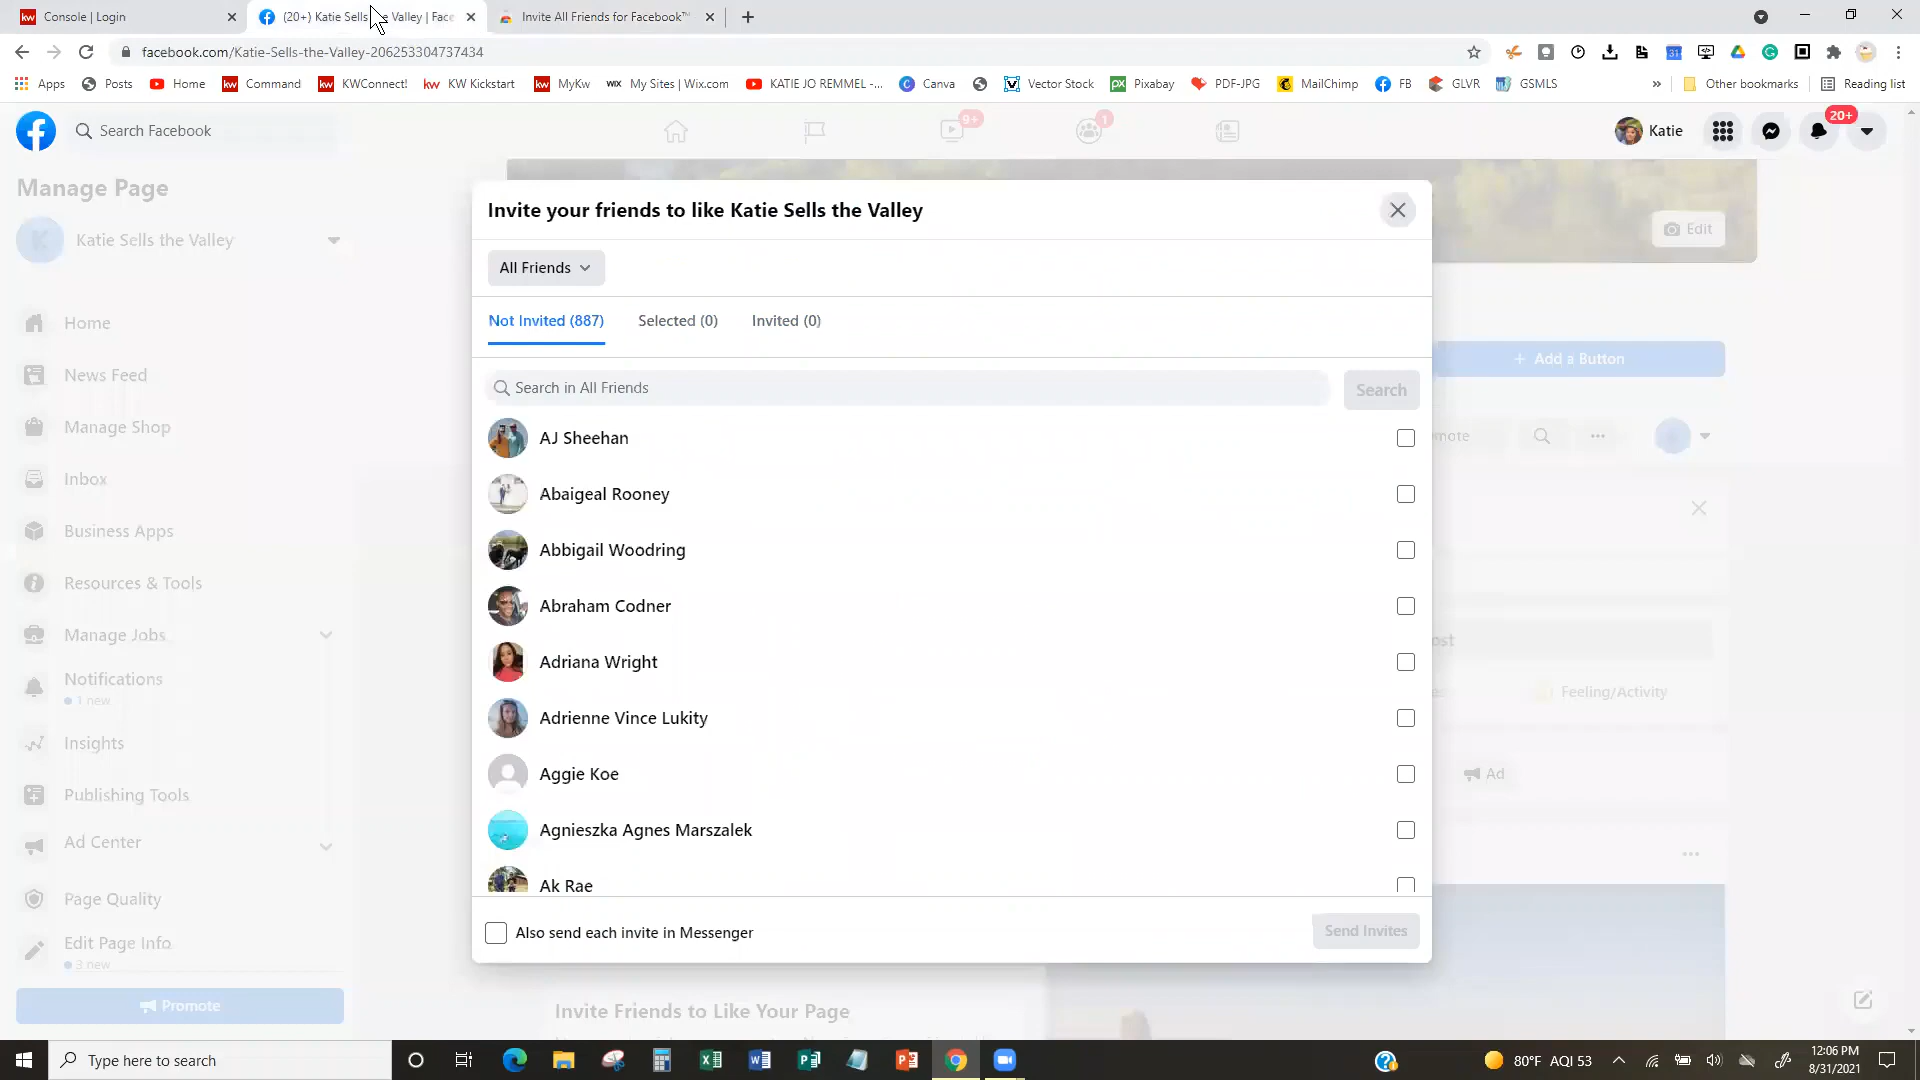 Console | Login
(20+) Katie Sells the Valley | Face
Invite All Friends for Facebook™
facebook.com/Katie-Sells-the-Valley-206253304737434
Apps
Posts
Home
Command
KWConnect!
KW Kickstart
MyKw
My Sites | Wix.com
KATIE JO REMMEL -...
Canva
Vector Stock
Pixabay
PDF-JPG
MailChimp
FB
GLVR
GSMLS
»
Other bookmarks
Reading list
Search Facebook
9+
1
Katie
20+
Manage Page
Katie Sells the Valley
Home
News Feed
Manage Shop
Inbox
Business Apps
Resources & Tools
Manage Jobs
Notifications
1 new
Insights
Publishing Tools
Ad Center
Page Quality
Edit Page Info
3 new
Promote
Invite your friends to like Katie Sells the Valley
All Friends
Not Invited (887)
Selected (0)
Invited (0)
Search in All Friends
Search
AJ Sheehan
Abaigeal Rooney
Abbigail Woodring
Abraham Codner
Adriana Wright
Adrienne Vince Lukity
Aggie Koe
Agnieszka Agnes Marszalek
Ak Rae
Also send each invite in Messenger
Send Invites
Edit
+ Add a Button
mote
ost
Feeling/Activity
Ad
Invite Friends to Like Your Page
Type here to search
80°F AQI 53
12:06 PM
8/31/2021